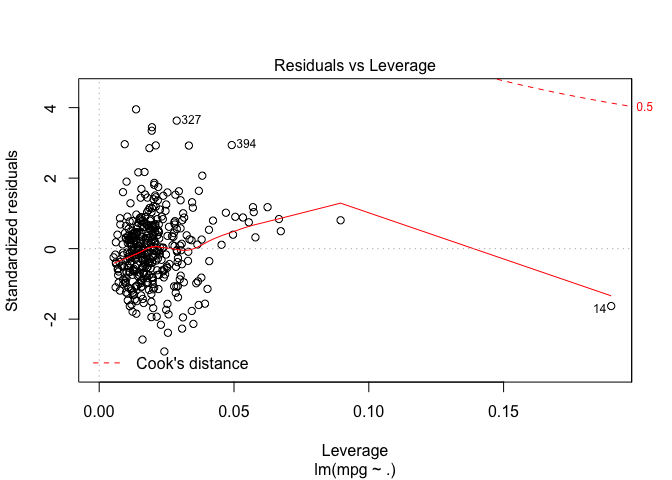 Residuals vs Leverage
Standardized residuals
4
2
0
-2
327
394
14
0.5
Cook's distance
0.00
0.05
0.10
0.15
Leverage
lm(mpg ~ .)